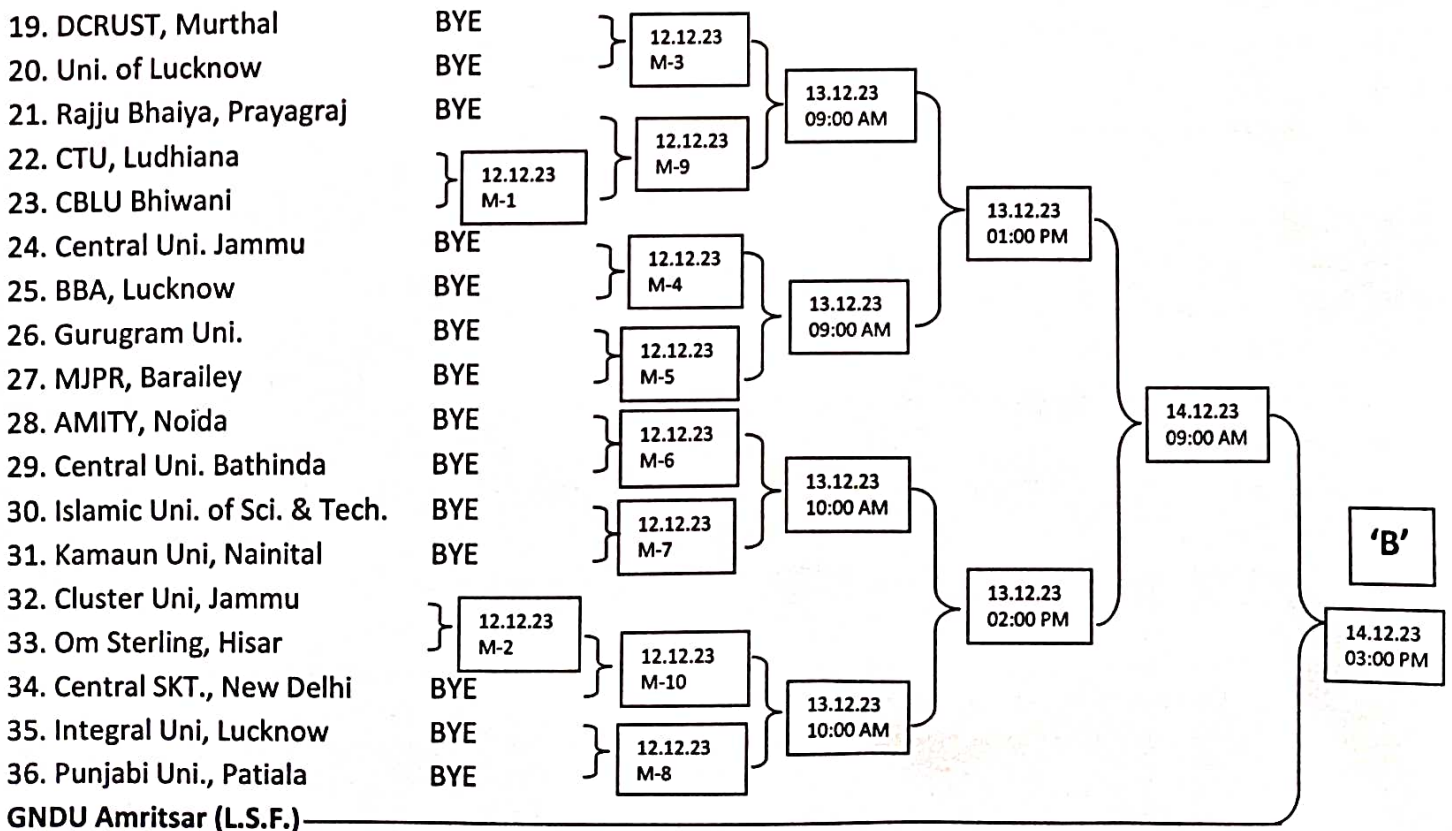 19. DCRUST, Murthal BYE
20. Uni. of Lucknow BYE
12.12.23
M-3
21. Rajju Bhaiya, Prayagraj BYE
13.12.23
09:00 AM
22. CTU, Ludhiana
23. CBLU Bhiwani
12.12.23
M-1
12.12.23
M-9
13.12.23
01:00 PM
24. Central Uni. Jammu BYE
25. BBA, Lucknow BYE
12.12.23
M-4
13.12.23
09:00 AM
26. Gurugram Uni. BYE
27. MJPR, Barailey BYE
12.12.23
M-5
28. AMITY, Noida BYE
29. Central Uni. Bathinda BYE
12.12.23
M-6
14.12.23
09:00 AM
13.12.23
10:00 AM
30. Islamic Uni. of Sci. & Tech. BYE
31. Kamaun Uni, Nainital BYE
12.12.23
M-7
'B'
32. Cluster Uni, Jammu
33. Om Sterling, Hisar
12.12.23
M-2
13.12.23
02:00 PM
14.12.23
03:00 PM
34. Central SKT., New Delhi BYE
12.12.23
M-10
13.12.23
10:00 AM
35. Integral Uni, Lucknow BYE
36. Punjabi Uni., Patiala BYE
12.12.23
M-8
GNDU Amritsar (L.S.F.)